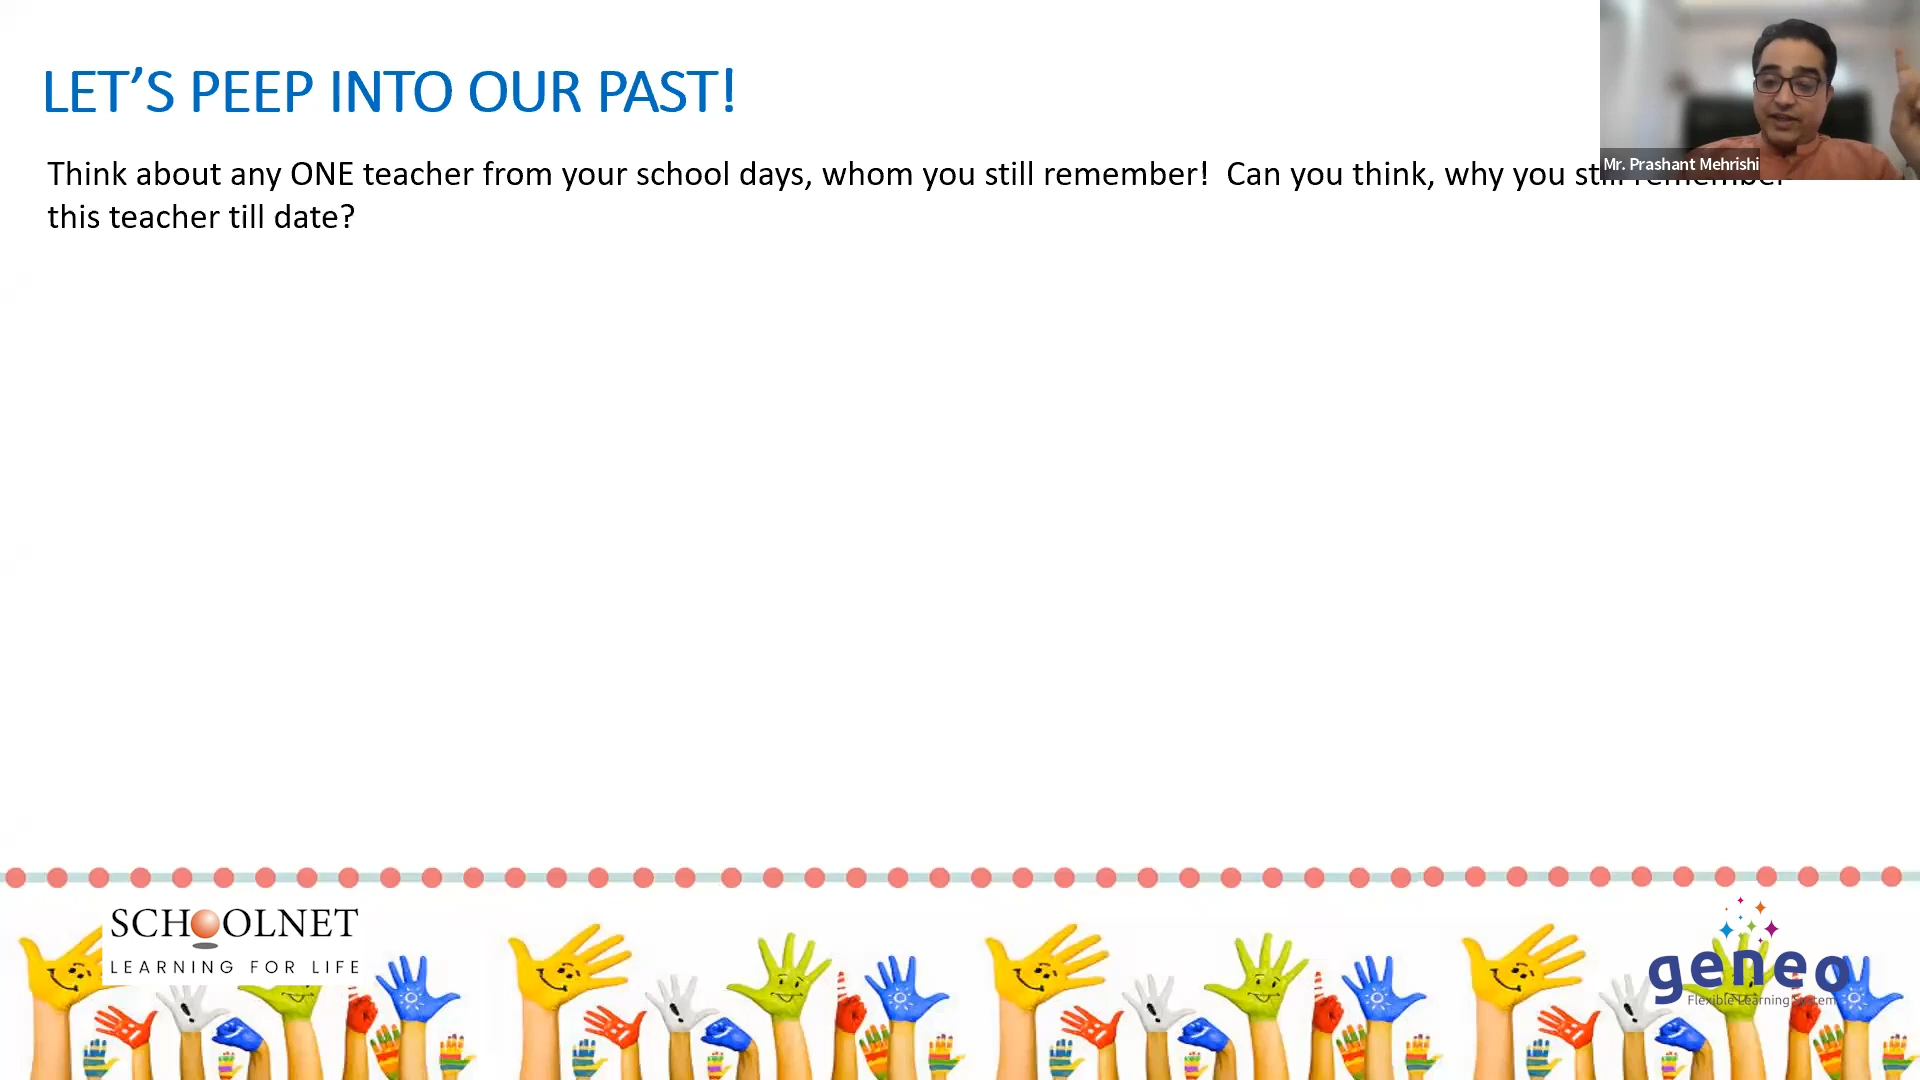 LET’S PEEP INTO OUR PAST!
Think about any ONE teacher from your school days, whom you still remember!  Can you think, why you still remember
this teacher till date?
Mr. Prashant Mehrishi
SCHOOLNET
LEARNING FOR LIFE
geneo
Flexible Learning System